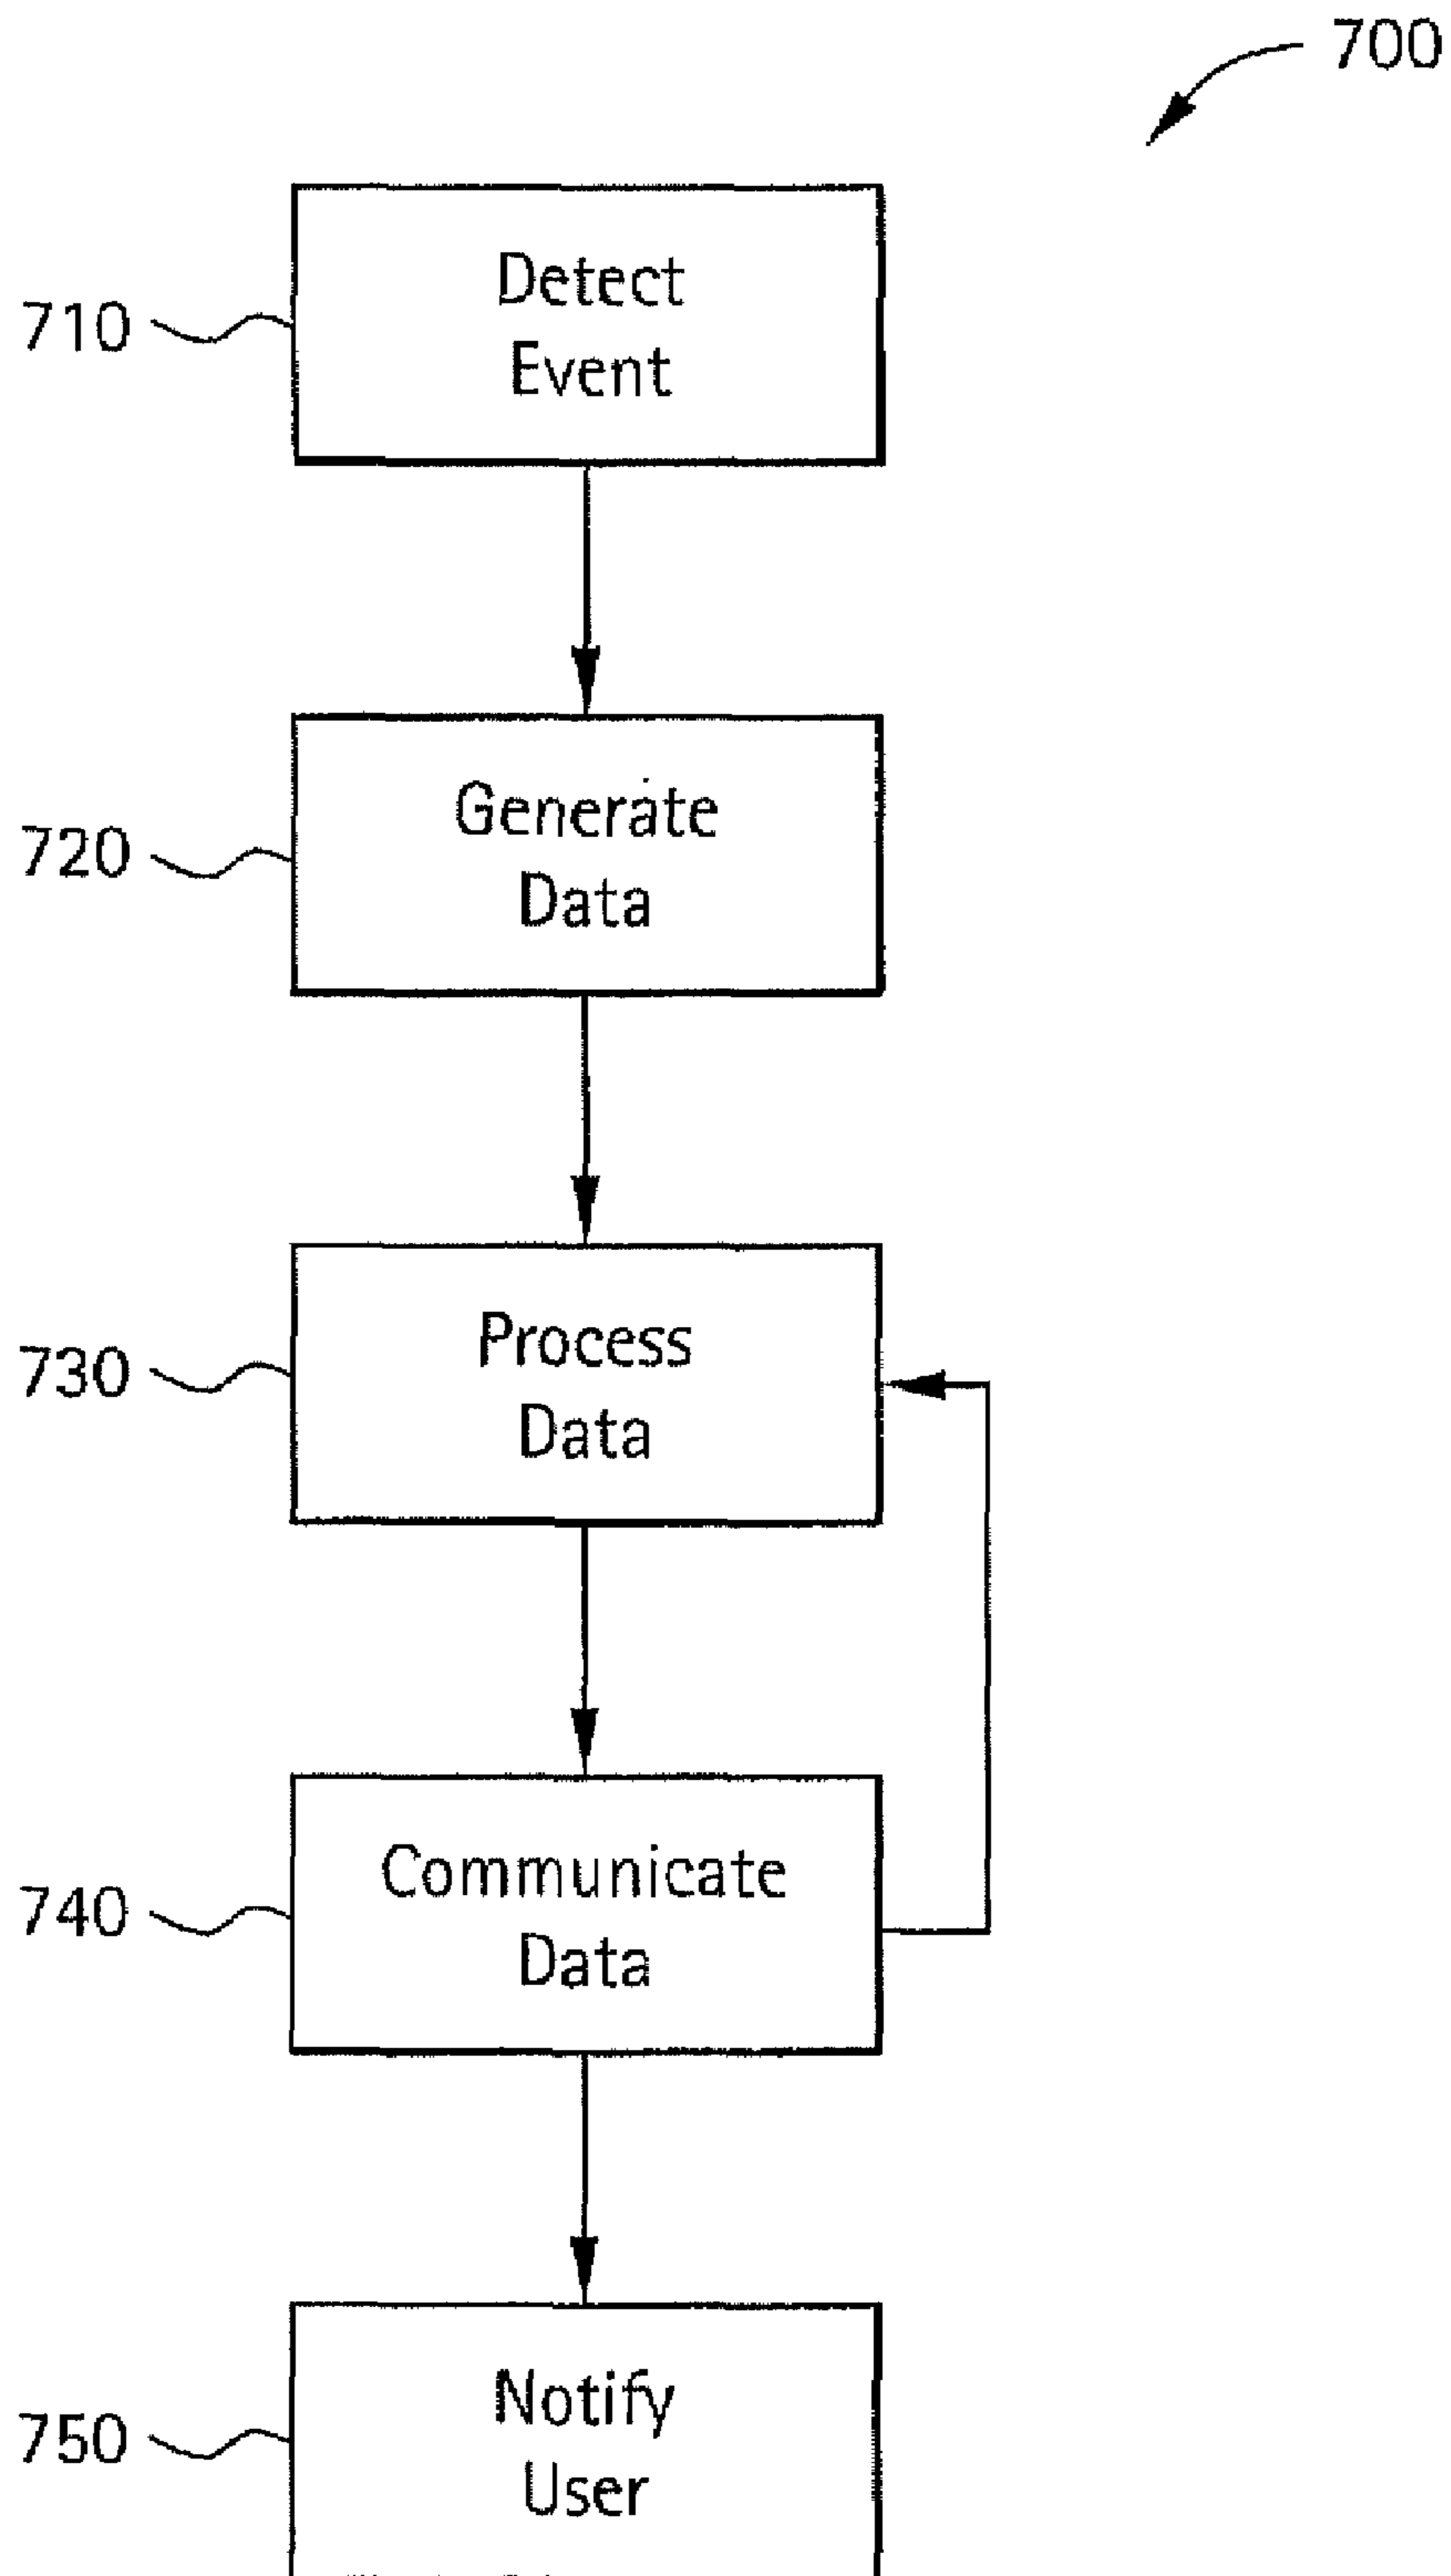 700
Detect
Event
710
Generate
Data
720
Process
Data
730
Communicate
Data
740
Notify
User
750